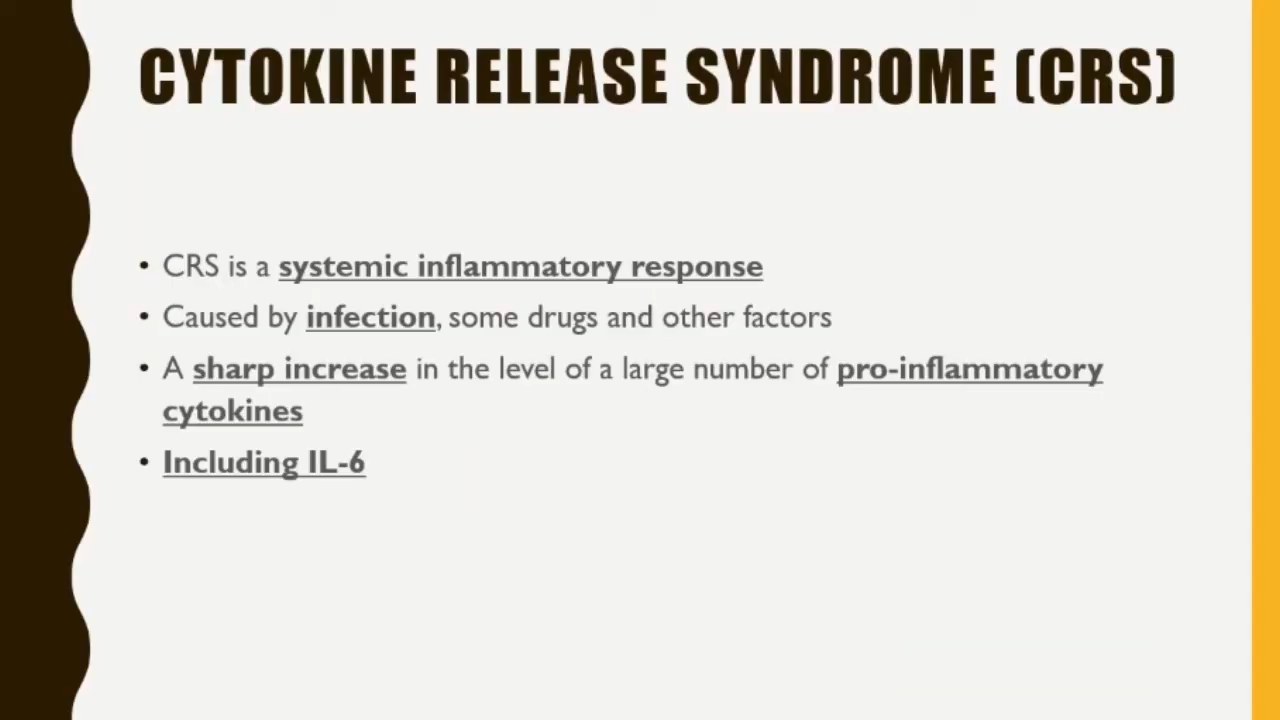 CYTOKINE RELEASE SYNDROME (CRS)
• CRS is a systemic inflammatory response
• Caused by infection, some drugs and other factors
• A sharp increase in the level of a large number of pro-inflammatory
cytokines
• Including IL-6